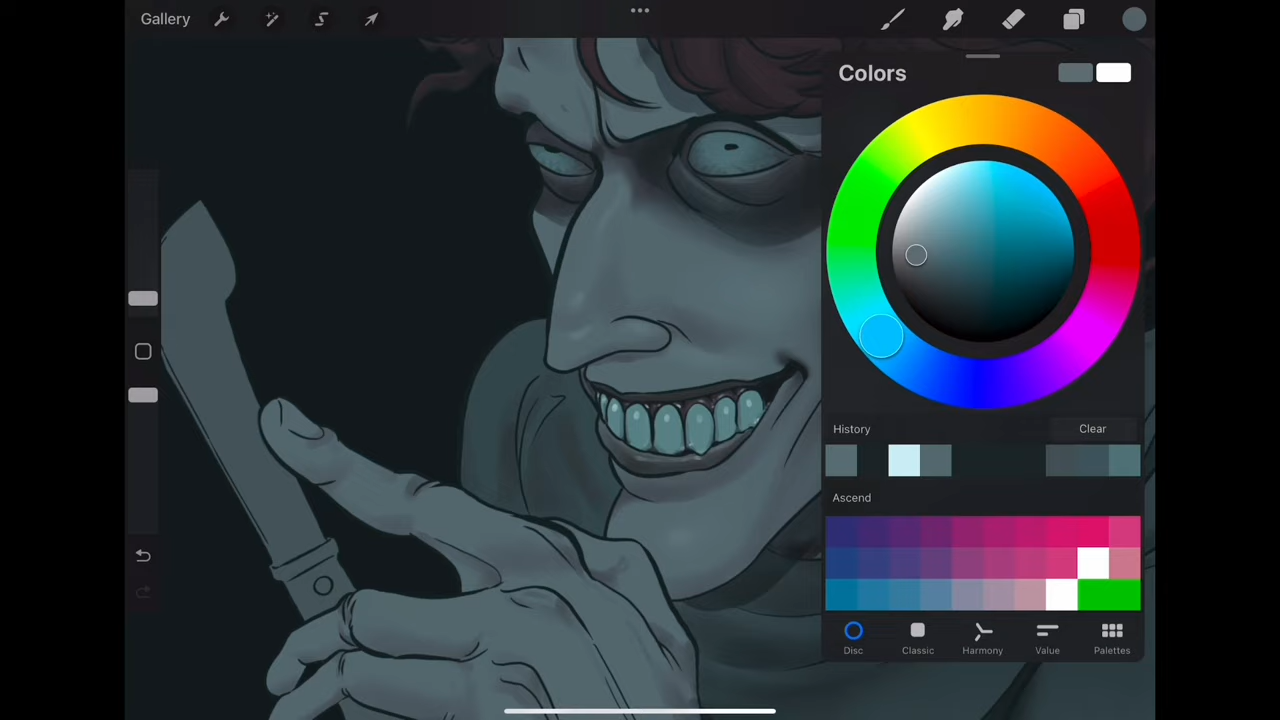 Gallery
Colors
History
Clear
Ascend
Disc
Classic
Harmony
Value
Palettes